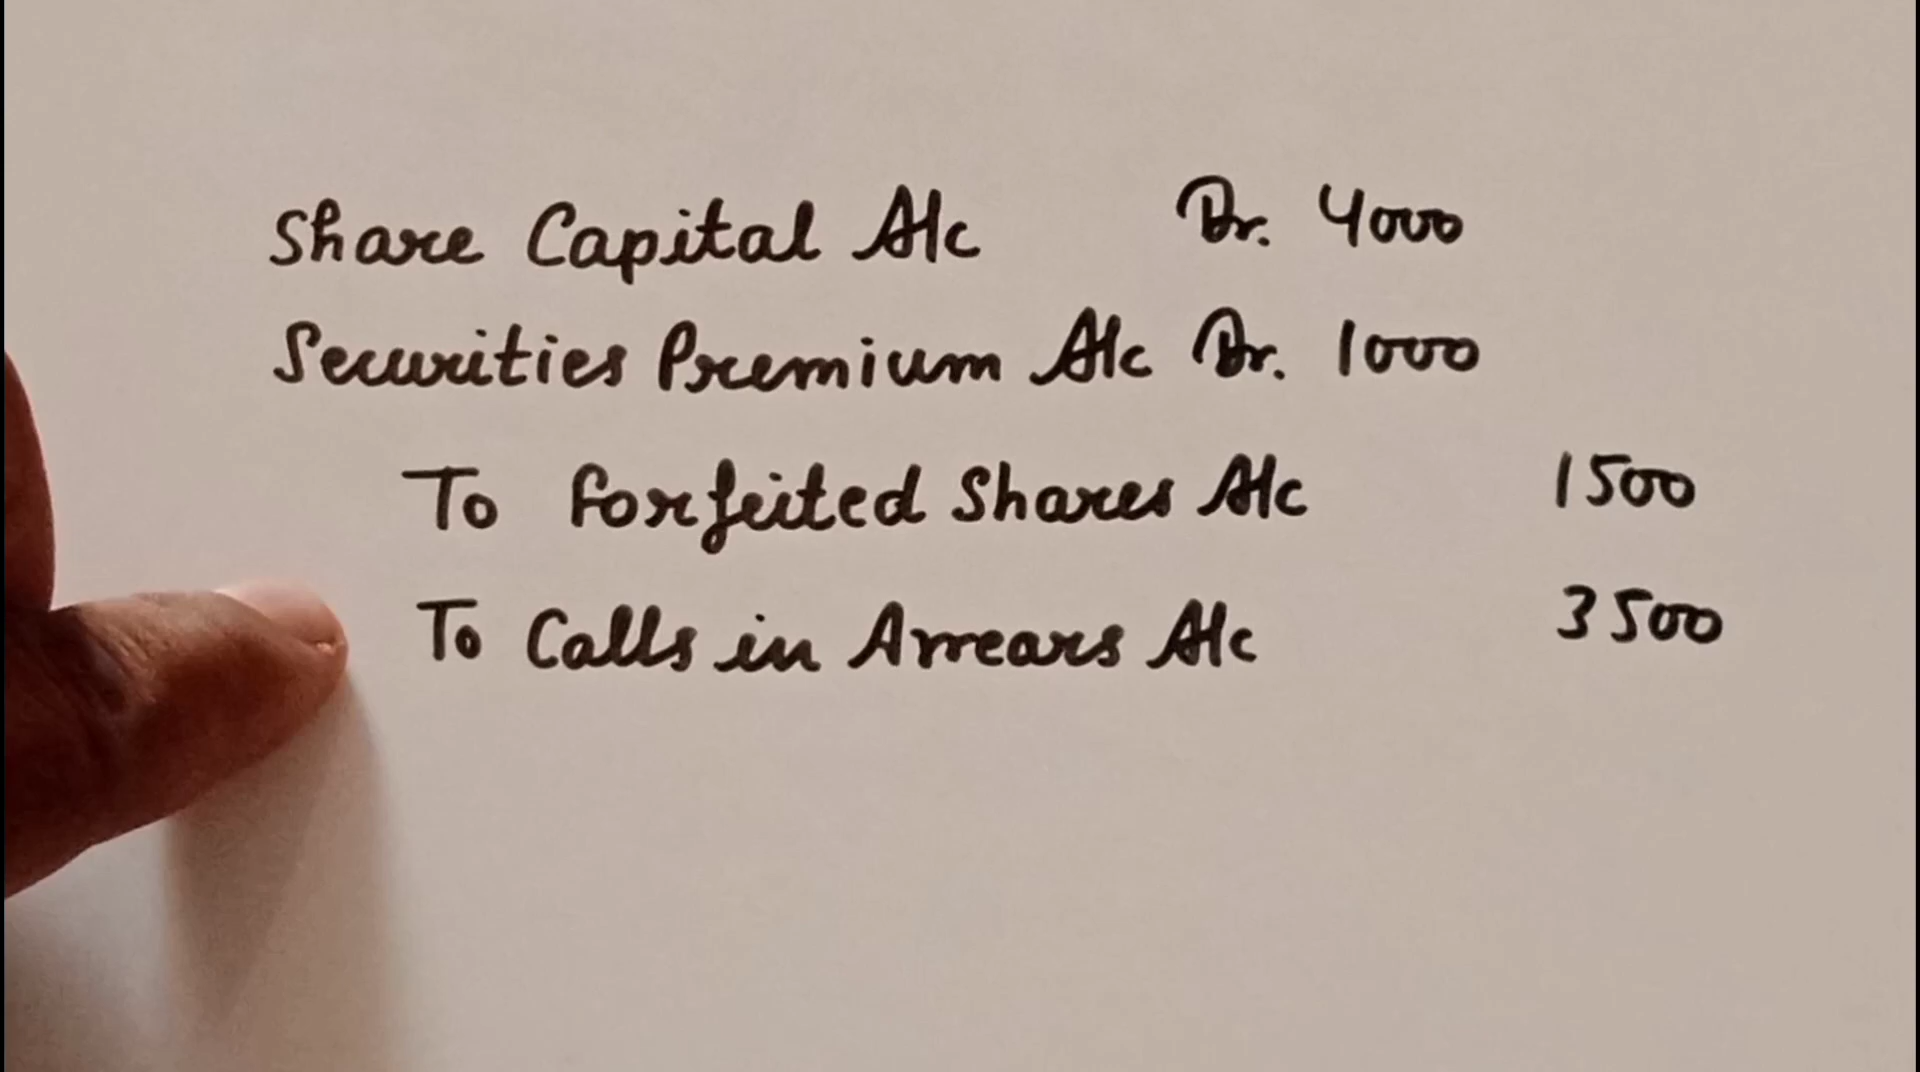 Share Capital A/c Dr. 4000
Securities Premium A/c Dr. 1000
To Forfeited Shares A/c 1500
To Calls in Arrears A/c 3500